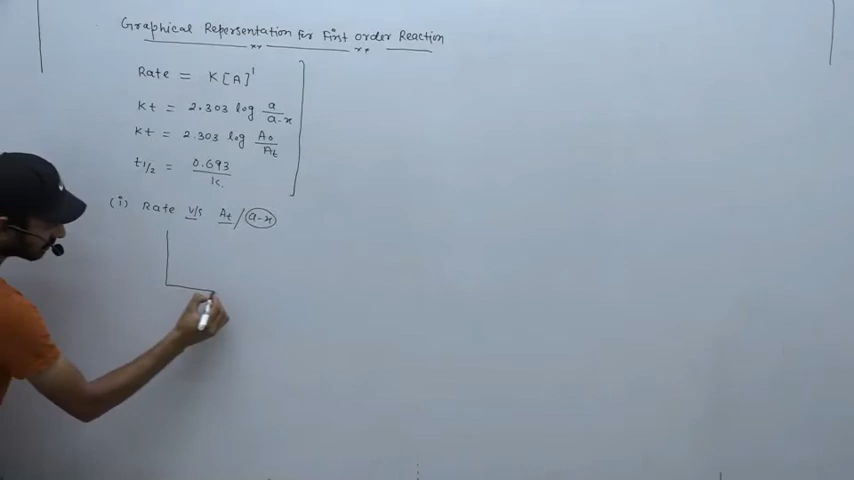 Graphical Repersentation for First order Reaction
Rate = K[A]¹
Kt = 2.303 log a/a-x
Kt = 2.303 log A₀/At
t1/2 = 0.693/K.
(i) Rate v/s At/(a-x)